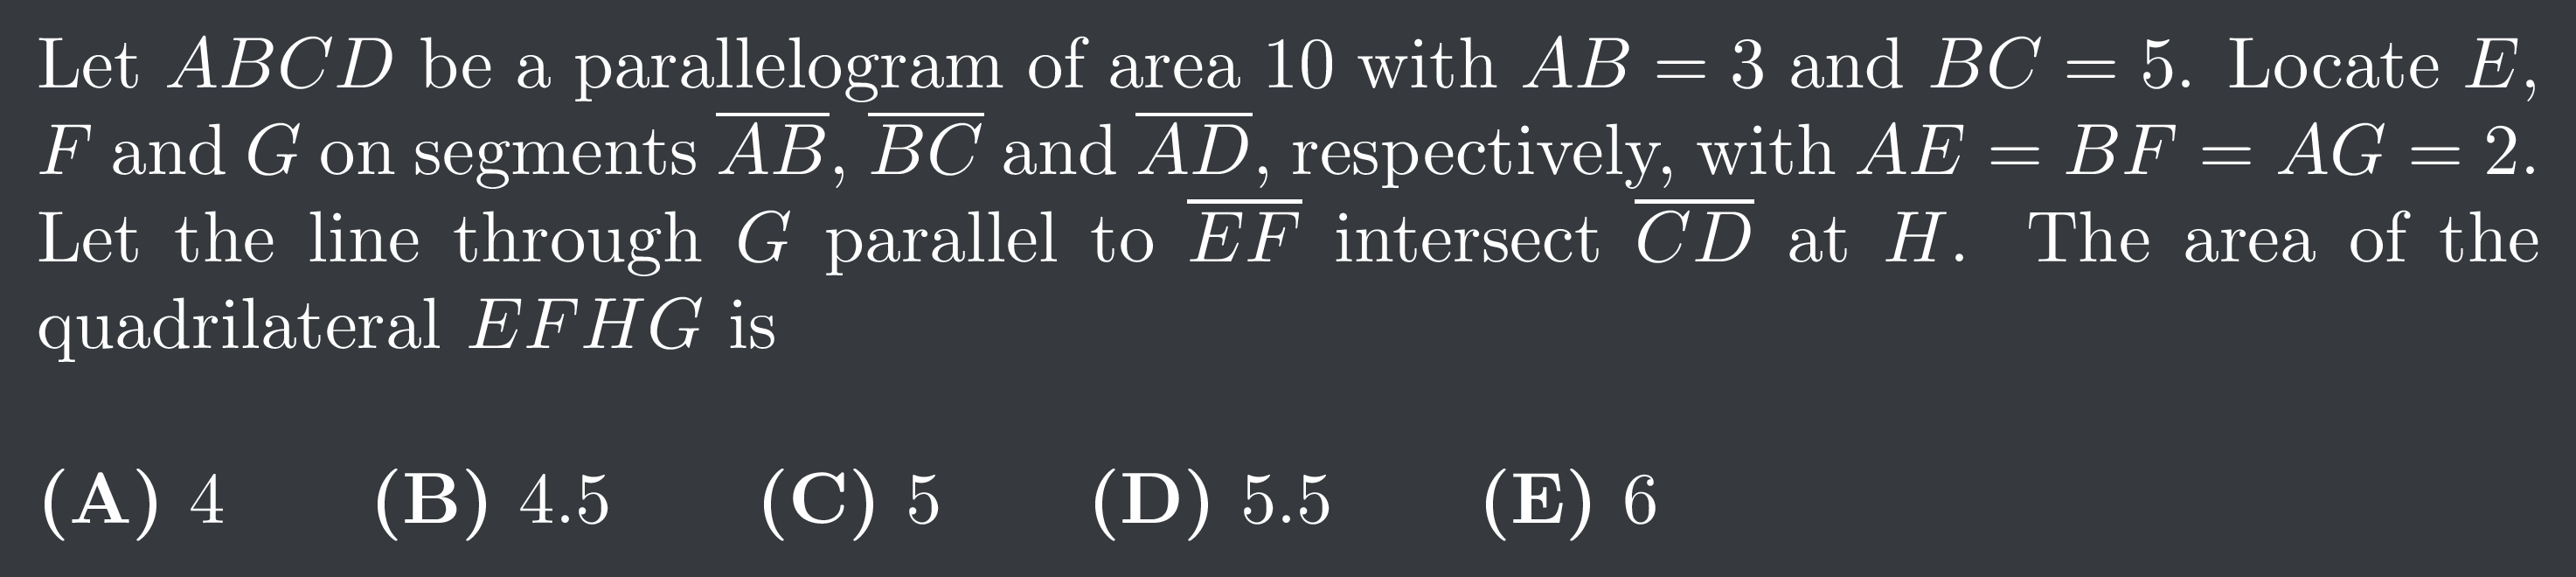 Let $ABCD$ be a parallelogram of area 10 with $AB = 3$ and $BC = 5$. Locate $E$,
$F$ and $G$ on segments $\overline{AB}$, $\overline{BC}$ and $\overline{AD}$, respectively, with $AE = BF = AG = 2$.
Let the line through $G$ parallel to $\overline{EF}$ intersect $\overline{CD}$ at $H$. The area of the
quadrilateral $EFHG$ is
(A) 4 (B) 4.5 (C) 5 (D) 5.5 (E) 6